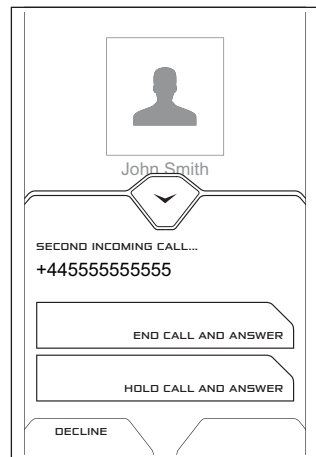 John Smith
SECOND INCOMING CALL...
+445555555555
END CALL AND ANSWER
HOLD CALL AND ANSWER
DECLINE